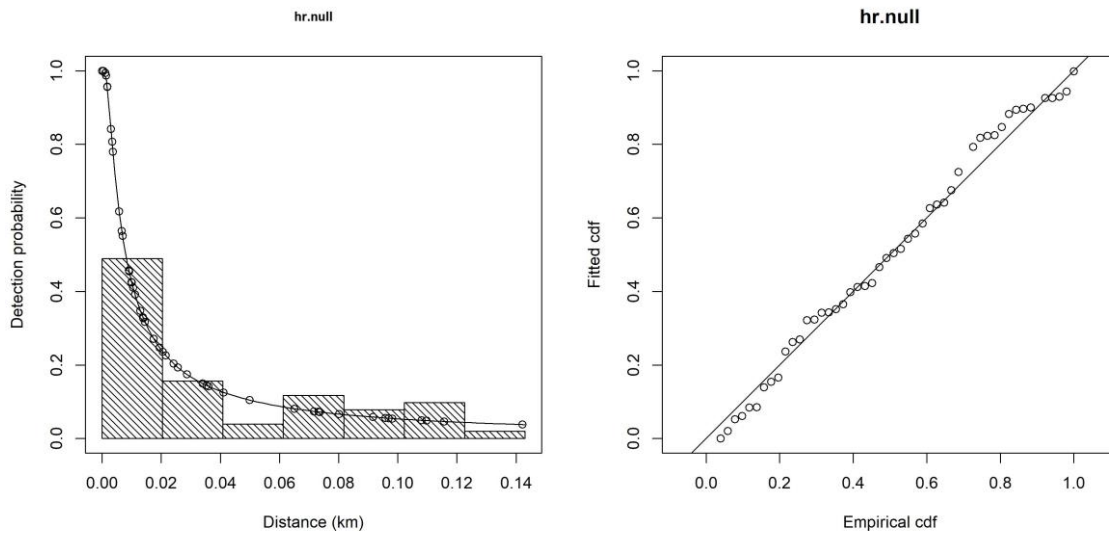 hr.null
Detection probability
1.0
0.8
0.6
0.4
0.2
0.0
0.00 0.02 0.04 0.06 0.08 0.10 0.12 0.14
Distance (km)
hr.null
Fitted cdf
1.0
0.8
0.6
0.4
0.2
0.0
0.0 0.2 0.4 0.6 0.8 1.0
Empirical cdf